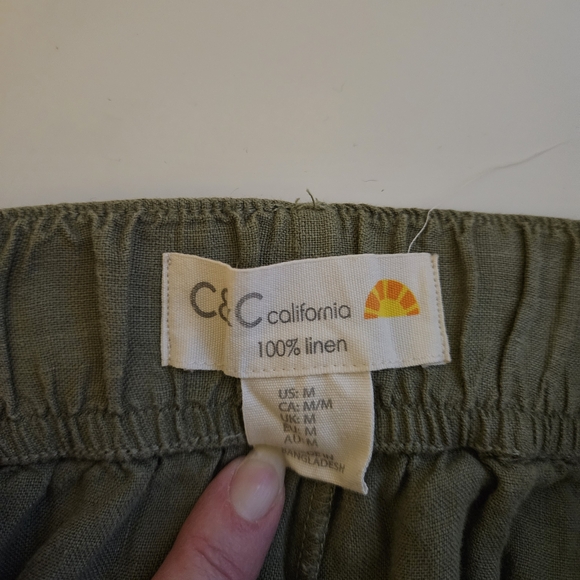 C&C california
100% linen
US: M
CA: M/M
UK: M
EU: M
AU: M
BANGLADESH